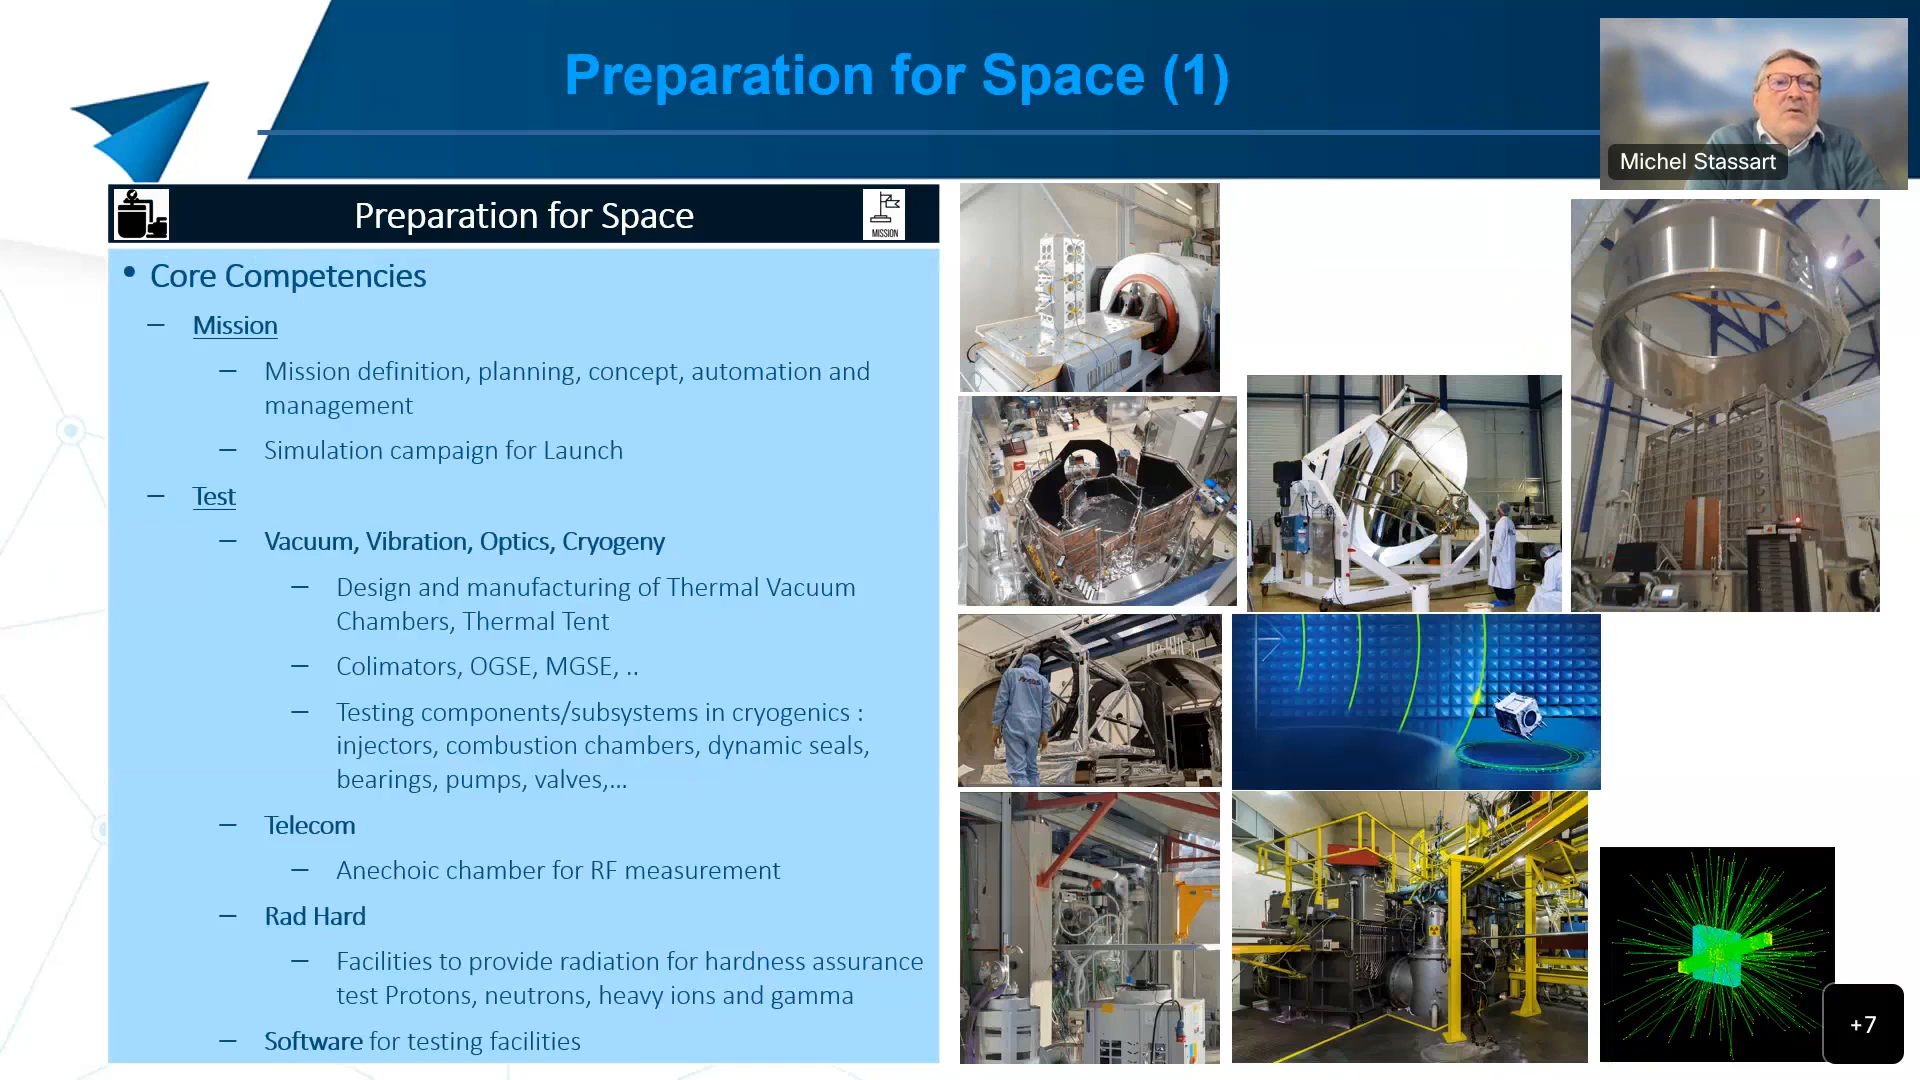 Preparation for Space (1)
Michel Stassart
Preparation for Space
MISSION
• Core Competencies
– Mission
– Mission definition, planning, concept, automation and
management
– Simulation campaign for Launch
– Test
– Vacuum, Vibration, Optics, Cryogeny
– Design and manufacturing of Thermal Vacuum
Chambers, Thermal Tent
– Colimators, OGSE, MGSE, ..
– Testing components/subsystems in cryogenics :
injectors, combustion chambers, dynamic seals,
bearings, pumps, valves,...
– Telecom
– Anechoic chamber for RF measurement
– Rad Hard
– Facilities to provide radiation for hardness assurance
test Protons, neutrons, heavy ions and gamma
– Software for testing facilities
+7